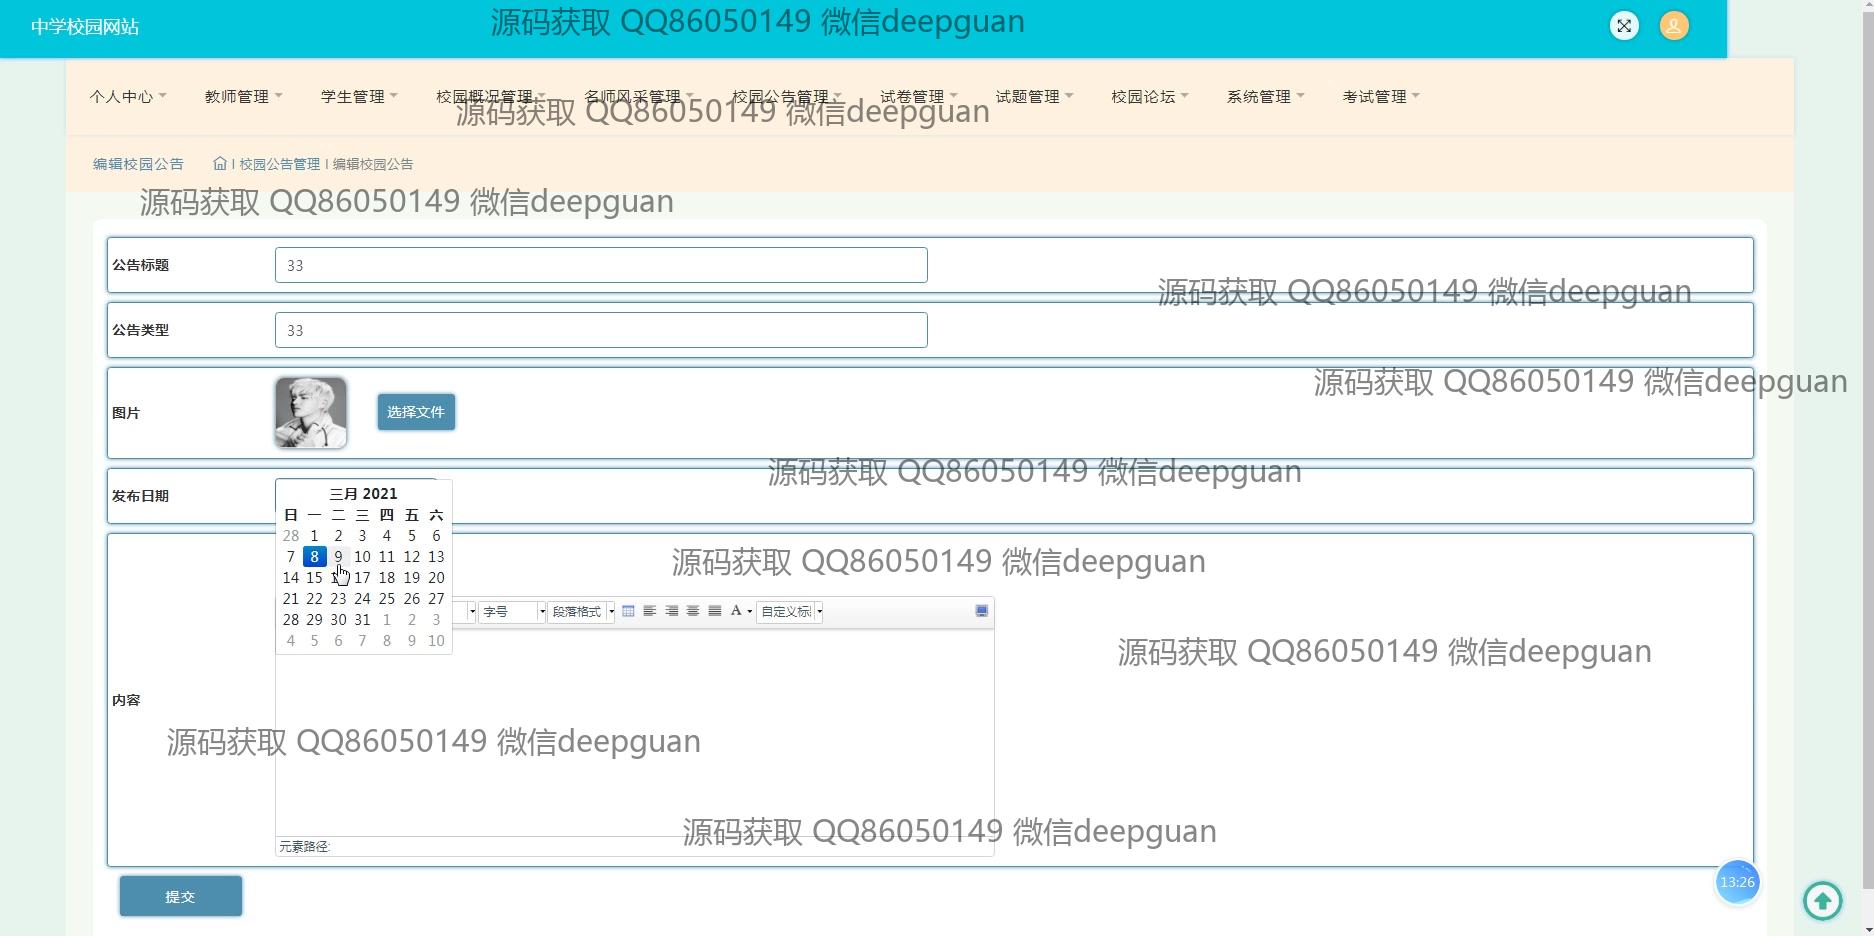 中学校园网站
源码获取 QQ86050149 微信deepguan
个人中心 教师管理 学生管理 校园概况管理 名师风采管理 校园公告管理 试卷管理 试题管理 校园论坛 系统管理 考试管理
源码获取 QQ86050149 微信deepguan
编辑校园公告 | 校园公告管理 | 编辑校园公告
源码获取 QQ86050149 微信deepguan
公告标题 33
源码获取 QQ86050149 微信deepguan
公告类型 33
源码获取 QQ86050149 微信deepguan
图片 选择文件
源码获取 QQ86050149 微信deepguan
发布日期
三月 2021
日 一 二 三 四 五 六
28 1 2 3 4 5 6
7 8 9 10 11 12 13
14 15 17 18 19 20
21 22 23 24 25 26 27
28 29 30 31 1 2 3
4 5 6 7 8 9 10
源码获取 QQ86050149 微信deepguan
字号 段落格式 A 自定义标
源码获取 QQ86050149 微信deepguan
内容
源码获取 QQ86050149 微信deepguan
源码获取 QQ86050149 微信deepguan
元素路径:
13:26
提交